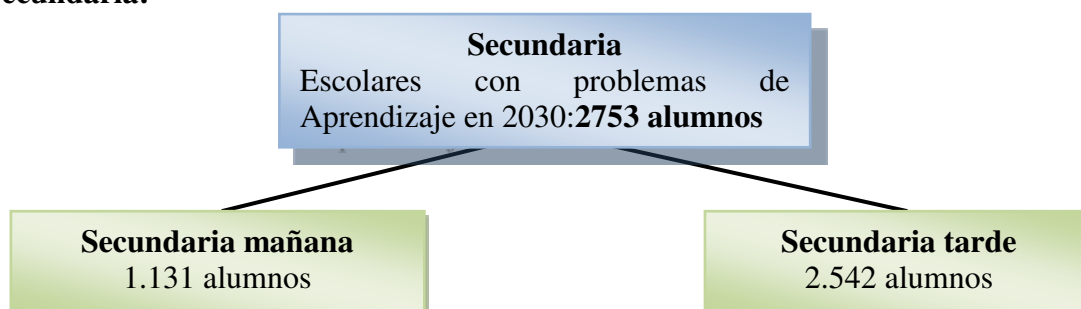 ecundaria.
Secundaria
Escolares con problemas de
Aprendizaje en 2030:2753 alumnos
Secundaria mañana
1.131 alumnos
Secundaria tarde
2.542 alumnos